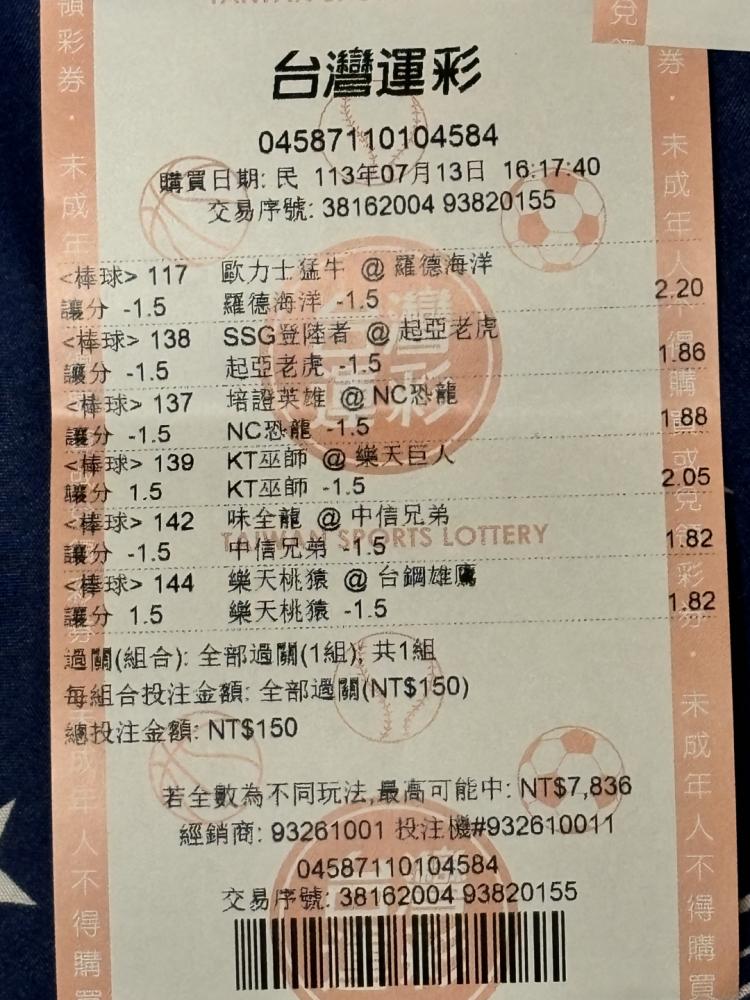 台灣運彩
04587110104584
購買日期: 民 113年07月13日 16:17:40
交易序號: 38162004 93820155
<棒球> 117 歐力士猛牛 @ 羅德海洋
讓分 -1.5 羅德海洋 -1.5 2.20
<棒球> 138 SSG登陸者 @ 起亞老虎
讓分 -1.5 起亞老虎 -1.5 1.86
<棒球> 137 培證英雄 @ NC恐龍
讓分 -1.5 NC恐龍 -1.5 1.88
<棒球> 139 KT巫師 @ 樂天巨人
讓分 1.5 KT巫師 -1.5 2.05
<棒球> 142 味全龍 @ 中信兄弟
讓分 -1.5 中信兄弟 -1.5 1.82
TAIWAN SPORTS LOTTERY
<棒球> 144 樂天桃猿 @ 台鋼雄鷹
讓分 1.5 樂天桃猿 -1.5 1.82
過關(組合): 全部過關(1組), 共1組
每組合投注金額: 全部過關(NT$150)
總投注金額: NT$150
若全數為不同玩法,最高可能中: NT$7,836
經銷商: 93261001 投注機#932610011
04587110104584
交易序號: 38162004 93820155
領彩券．未成年
券．未成年人不得購買或兌領彩券．未成年人不得購買